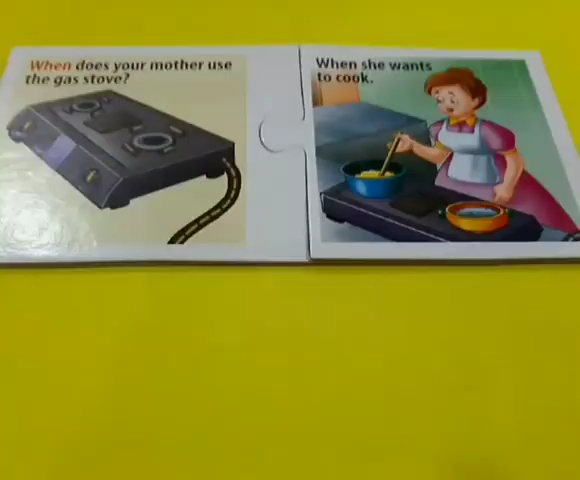 When does your mother use
the gas stove?
When she wants
to cook.